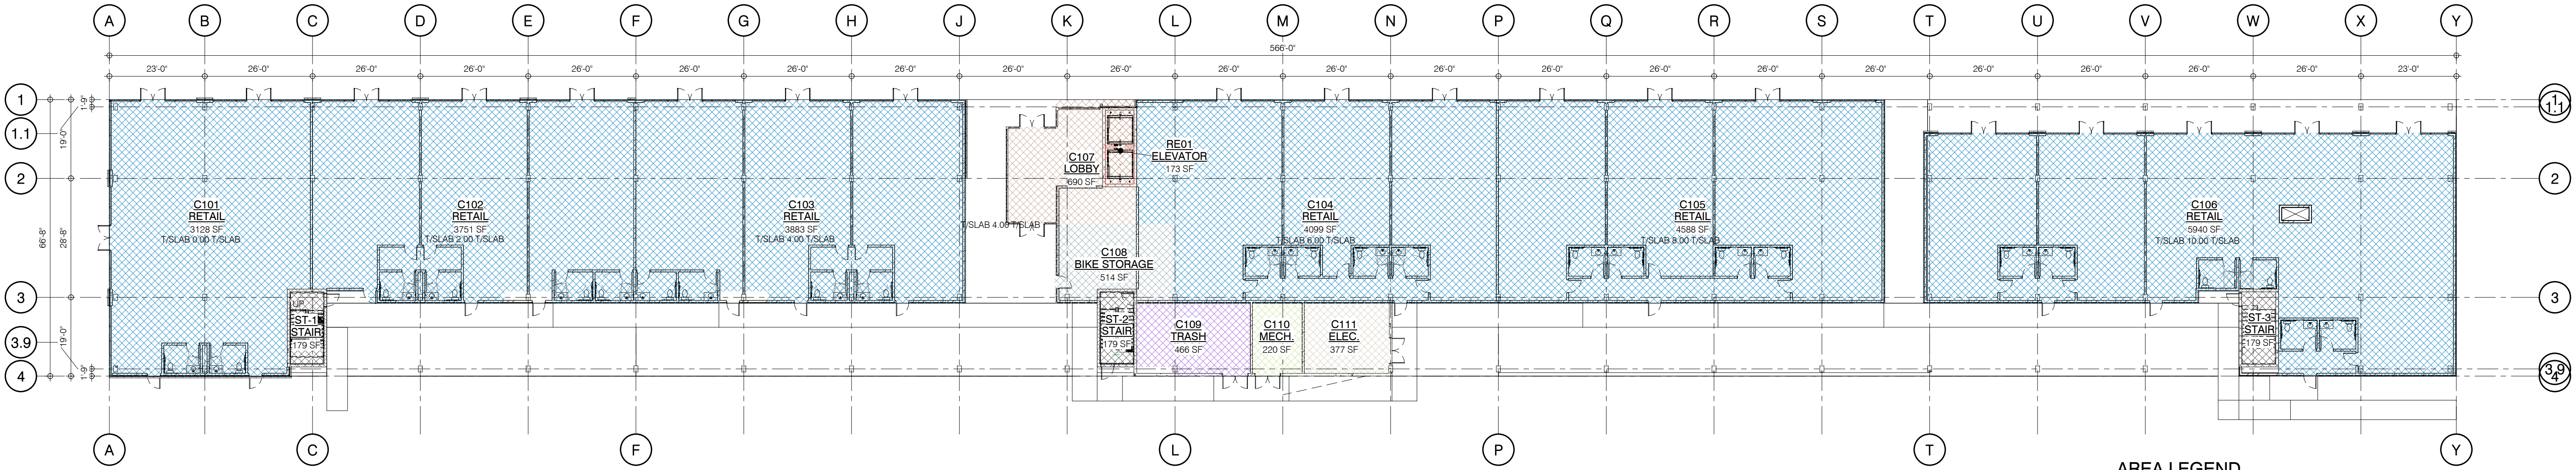 A B C D E F G H J K L M N P Q R S T U V W X Y
566'-0"
23'-0" 26'-0" 26'-0" 26'-0" 26'-0" 26'-0" 26'-0" 26'-0" 26'-0" 26'-0" 26'-0" 26'-0" 26'-0" 26'-0" 26'-0" 26'-0" 26'-0" 26'-0" 26'-0" 26'-0" 26'-0" 23'-0"
1
1.1
2
3
3.9
4
66'-8"
1'-9"
19'-0"
28'-8"
19'-0"
1'-9"
C101
RETAIL
3128 SF
T/SLAB 0.00 T/SLAB
UP
ST-1
STAIR
179 SF
C102
RETAIL
3751 SF
T/SLAB 2.00 T/SLAB
C103
RETAIL
3883 SF
T/SLAB 4.00 T/SLAB
T/SLAB 4.00 T/SLAB
C107
LOBBY
690 SF
RE01
ELEVATOR
173 SF
C108
BIKE STORAGE
514 SF
ST-2
STAIR
179 SF
C109
TRASH
466 SF
C110
MECH.
220 SF
C111
ELEC.
377 SF
C104
RETAIL
4099 SF
T/SLAB 6.00 T/SLAB
C105
RETAIL
4588 SF
T/SLAB 8.00 T/SLAB
C106
RETAIL
5940 SF
T/SLAB 10.00 T/SLAB
ST-3
STAIR
179 SF
1
1.1
2
3
3.9
4
A C F L P T Y
AREA LEGEND